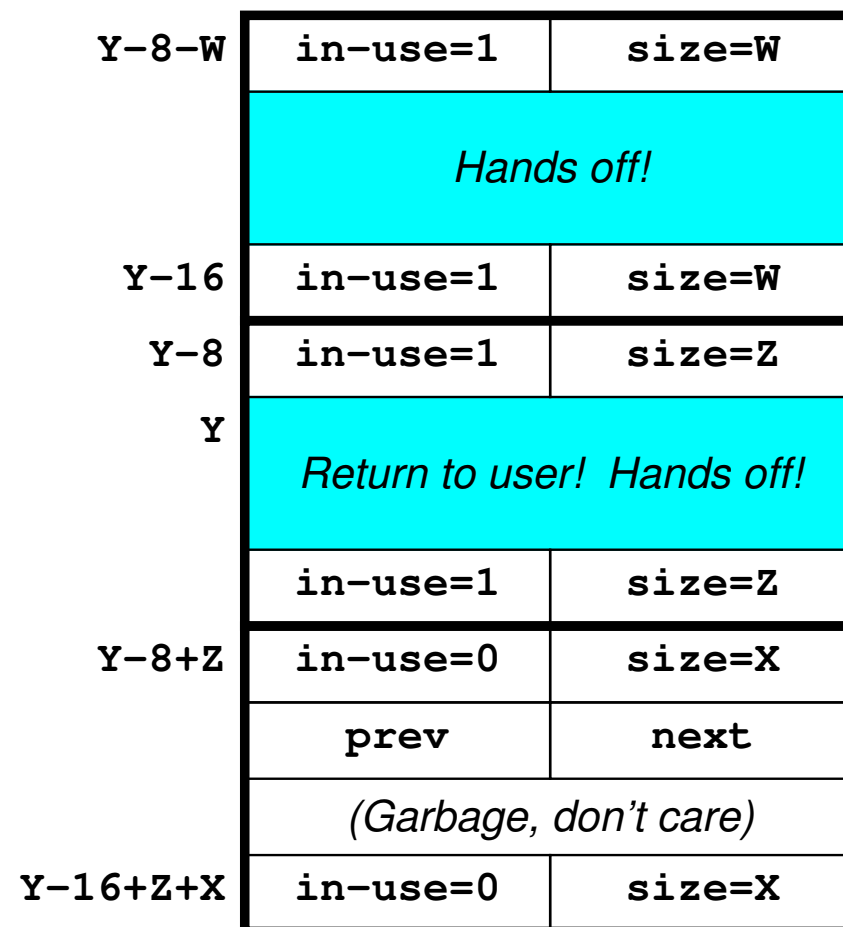 Y-8-W in-use=1 size=W
Hands off!
Y-16 in-use=1 size=W
Y-8 in-use=1 size=Z
Y
Return to user! Hands off!
in-use=1 size=Z
Y-8+Z in-use=0 size=X
prev next
(Garbage, don't care)
Y-16+Z+X in-use=0 size=X